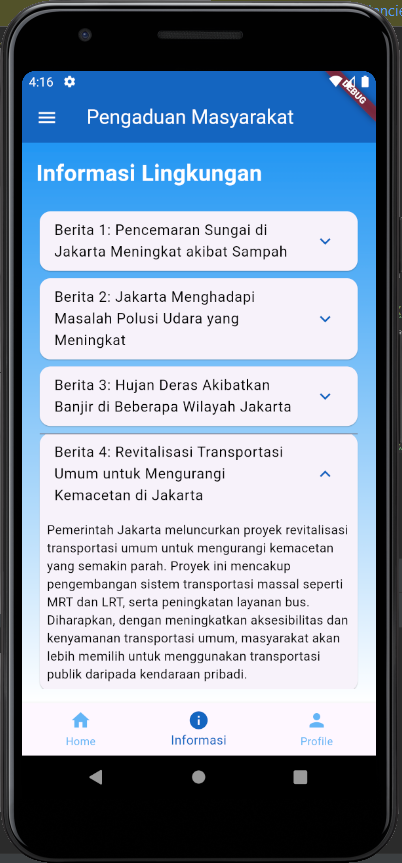 4:16
DEBUG
Pengaduan Masyarakat
Informasi Lingkungan
Berita 1: Pencemaran Sungai di
Jakarta Meningkat akibat Sampah
Berita 2: Jakarta Menghadapi
Masalah Polusi Udara yang
Meningkat
Berita 3: Hujan Deras Akibatkan
Banjir di Beberapa Wilayah Jakarta
Berita 4: Revitalisasi Transportasi
Umum untuk Mengurangi
Kemacetan di Jakarta
Pemerintah Jakarta meluncurkan proyek revitalisasi
transportasi umum untuk mengurangi kemacetan
yang semakin parah. Proyek ini mencakup
pengembangan sistem transportasi massal seperti
MRT dan LRT, serta peningkatan layanan bus.
Diharapkan, dengan meningkatkan aksesibilitas dan
kenyamanan transportasi umum, masyarakat akan
lebih memilih untuk menggunakan transportasi
publik daripada kendaraan pribadi.
Home
Informasi
Profile